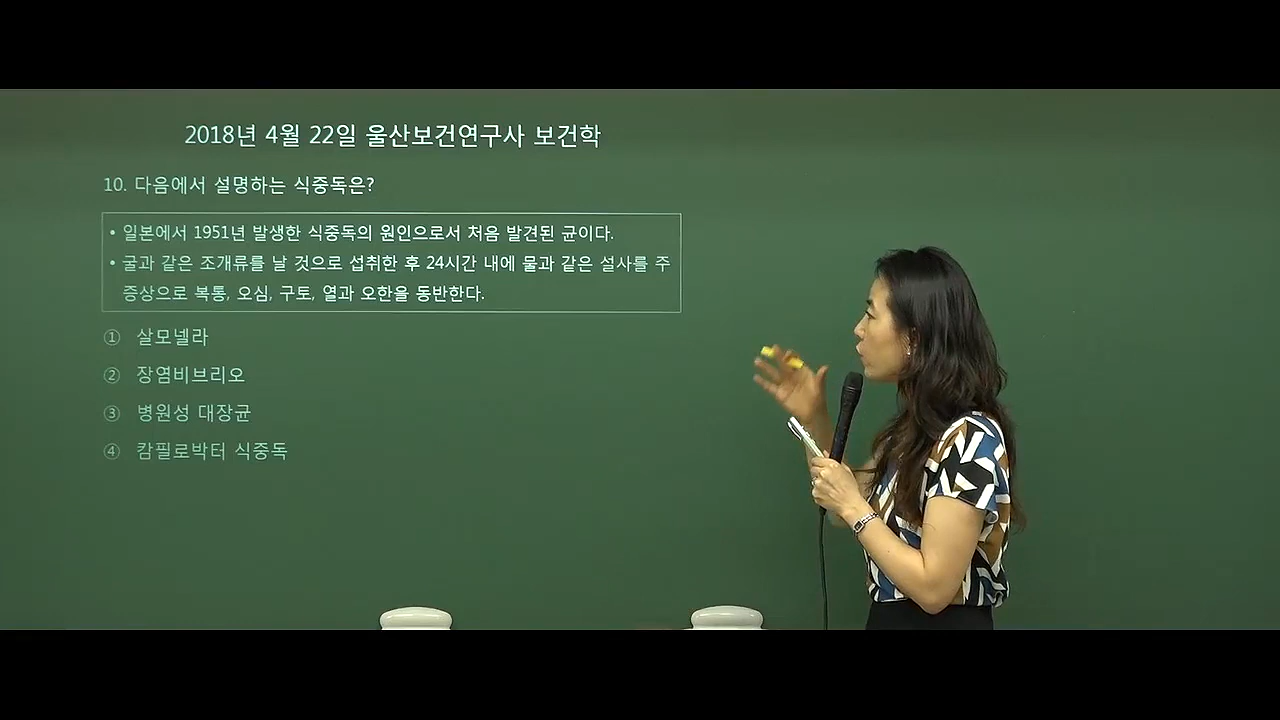 2018년 4월 22일 울산보건연구사 보건학
10. 다음에서 설명하는 식중독은?
• 일본에서 1951년 발생한 식중독의 원인으로서 처음 발견된 균이다.
• 굴과 같은 조개류를 날 것으로 섭취한 후 24시간 내에 물과 같은 설사를 주
증상으로 복통, 오심, 구토, 열과 오한을 동반한다.
① 살모넬라
② 장염비브리오
③ 병원성 대장균
④ 캄필로박터 식중독